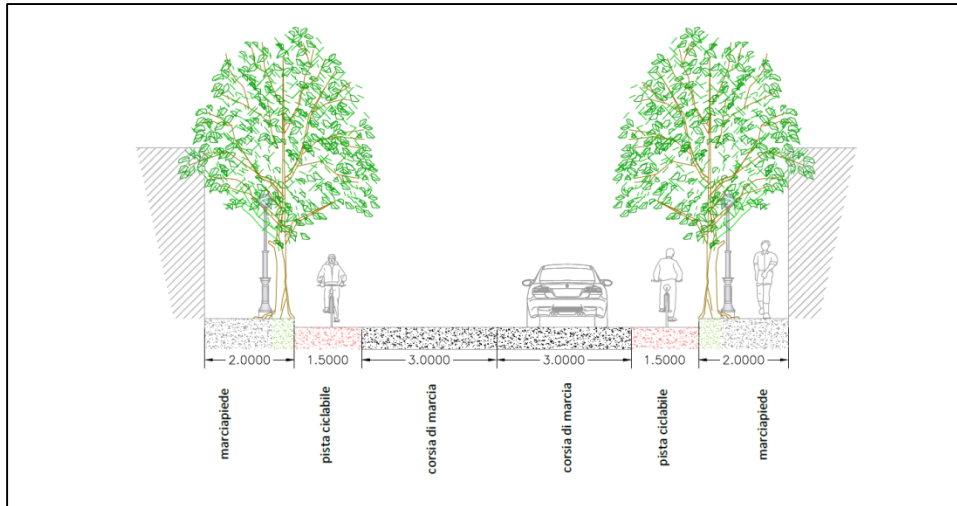 2.0000
1.5000
3.0000
3.0000
1.5000
2.0000
marciapiede
pista ciclabile
corsia di marcia
corsia di marcia
pista ciclabile
marciapiede